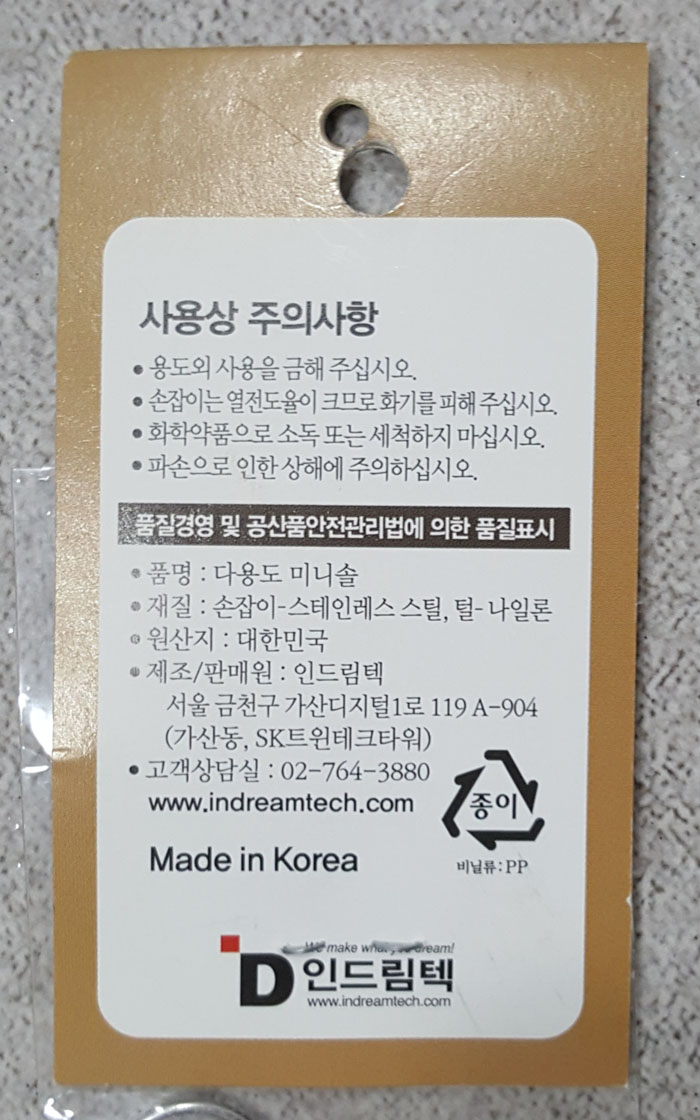 사용상 주의사항
• 용도외 사용을 금해 주십시오.
• 손잡이는 열전도율이 크므로 화기를 피해 주십시오.
• 화학약품으로 소독 또는 세척하지 마십시오.
• 파손으로 인한 상해에 주의하십시오.
품질경영 및 공산품안전관리법에 의한 품질표시
• 품명 : 다용도 미니솔
• 재질 : 손잡이-스테인레스 스틸, 털- 나일론
• 원산지 : 대한민국
• 제조/판매원 : 인드림텍
서울 금천구 가산디지털1로 119 A-904
(가산동, SK트윈테크타워)
• 고객상담실 : 02-764-3880
www.indreamtech.com
종이
비닐류 : PP
Made in Korea
We make what you dream!
D 인드림텍
www.indreamtech.com